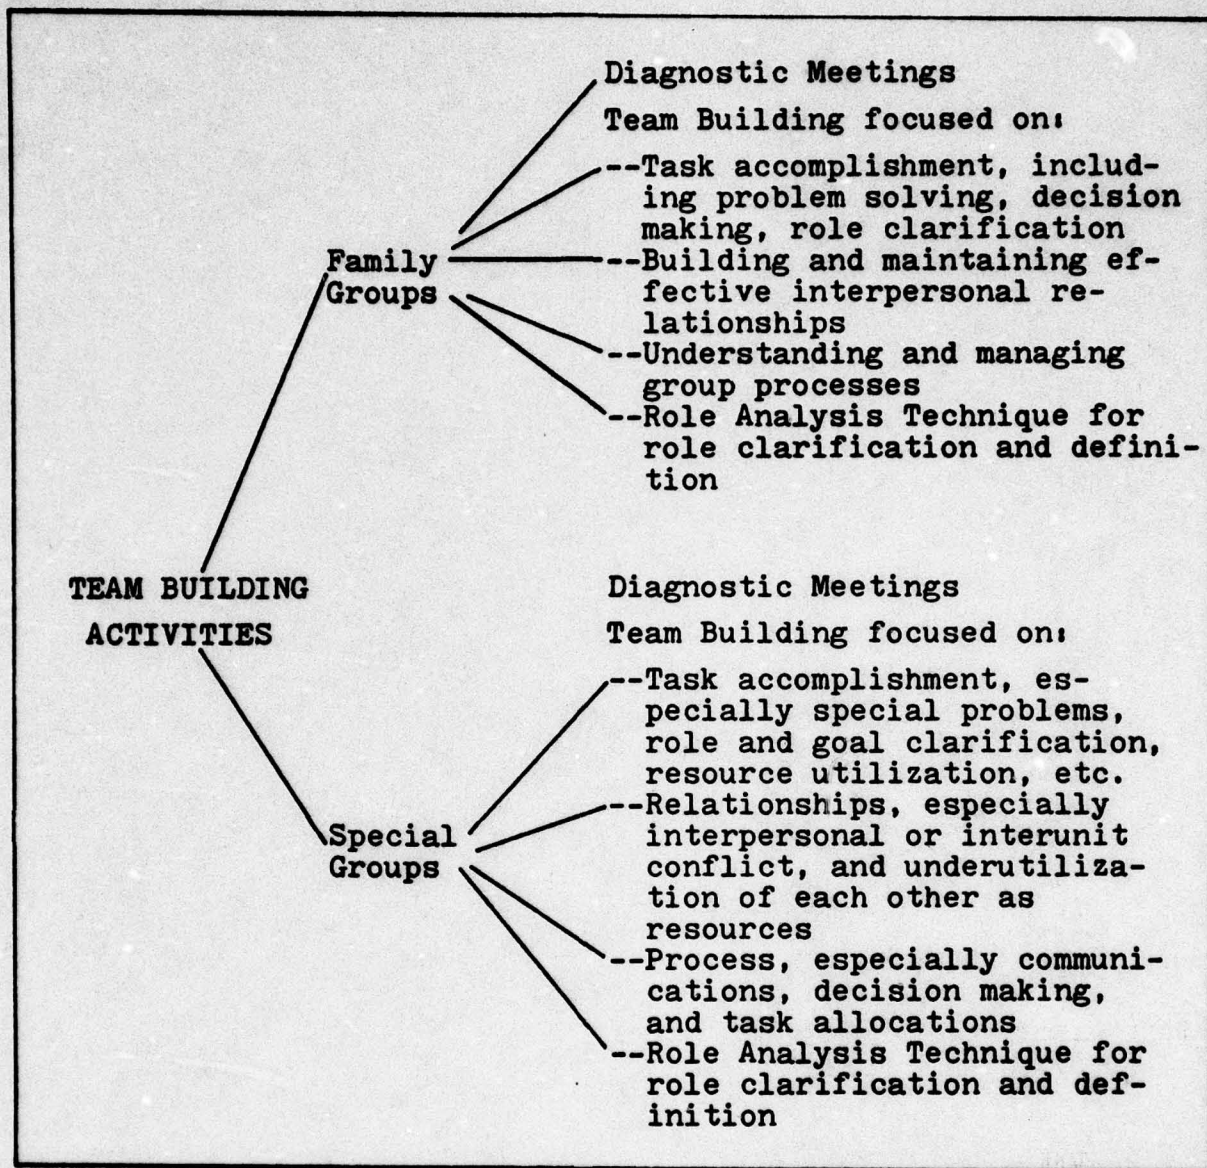 Diagnostic Meetings
Team Building focused on:
--Task accomplishment, includ-
ing problem solving, decision
making, role clarification
Family
Groups
--Building and maintaining ef-
fective interpersonal re-
lationships
--Understanding and managing
group processes
--Role Analysis Technique for
role clarification and defini-
tion
TEAM BUILDING
ACTIVITIES
Diagnostic Meetings
Team Building focused on:
--Task accomplishment, es-
pecially special problems,
role and goal clarification,
resource utilization, etc.
Special
Groups
--Relationships, especially
interpersonal or interunit
conflict, and underutiliza-
tion of each other as
resources
--Process, especially communi-
cations, decision making,
and task allocations
--Role Analysis Technique for
role clarification and def-
inition